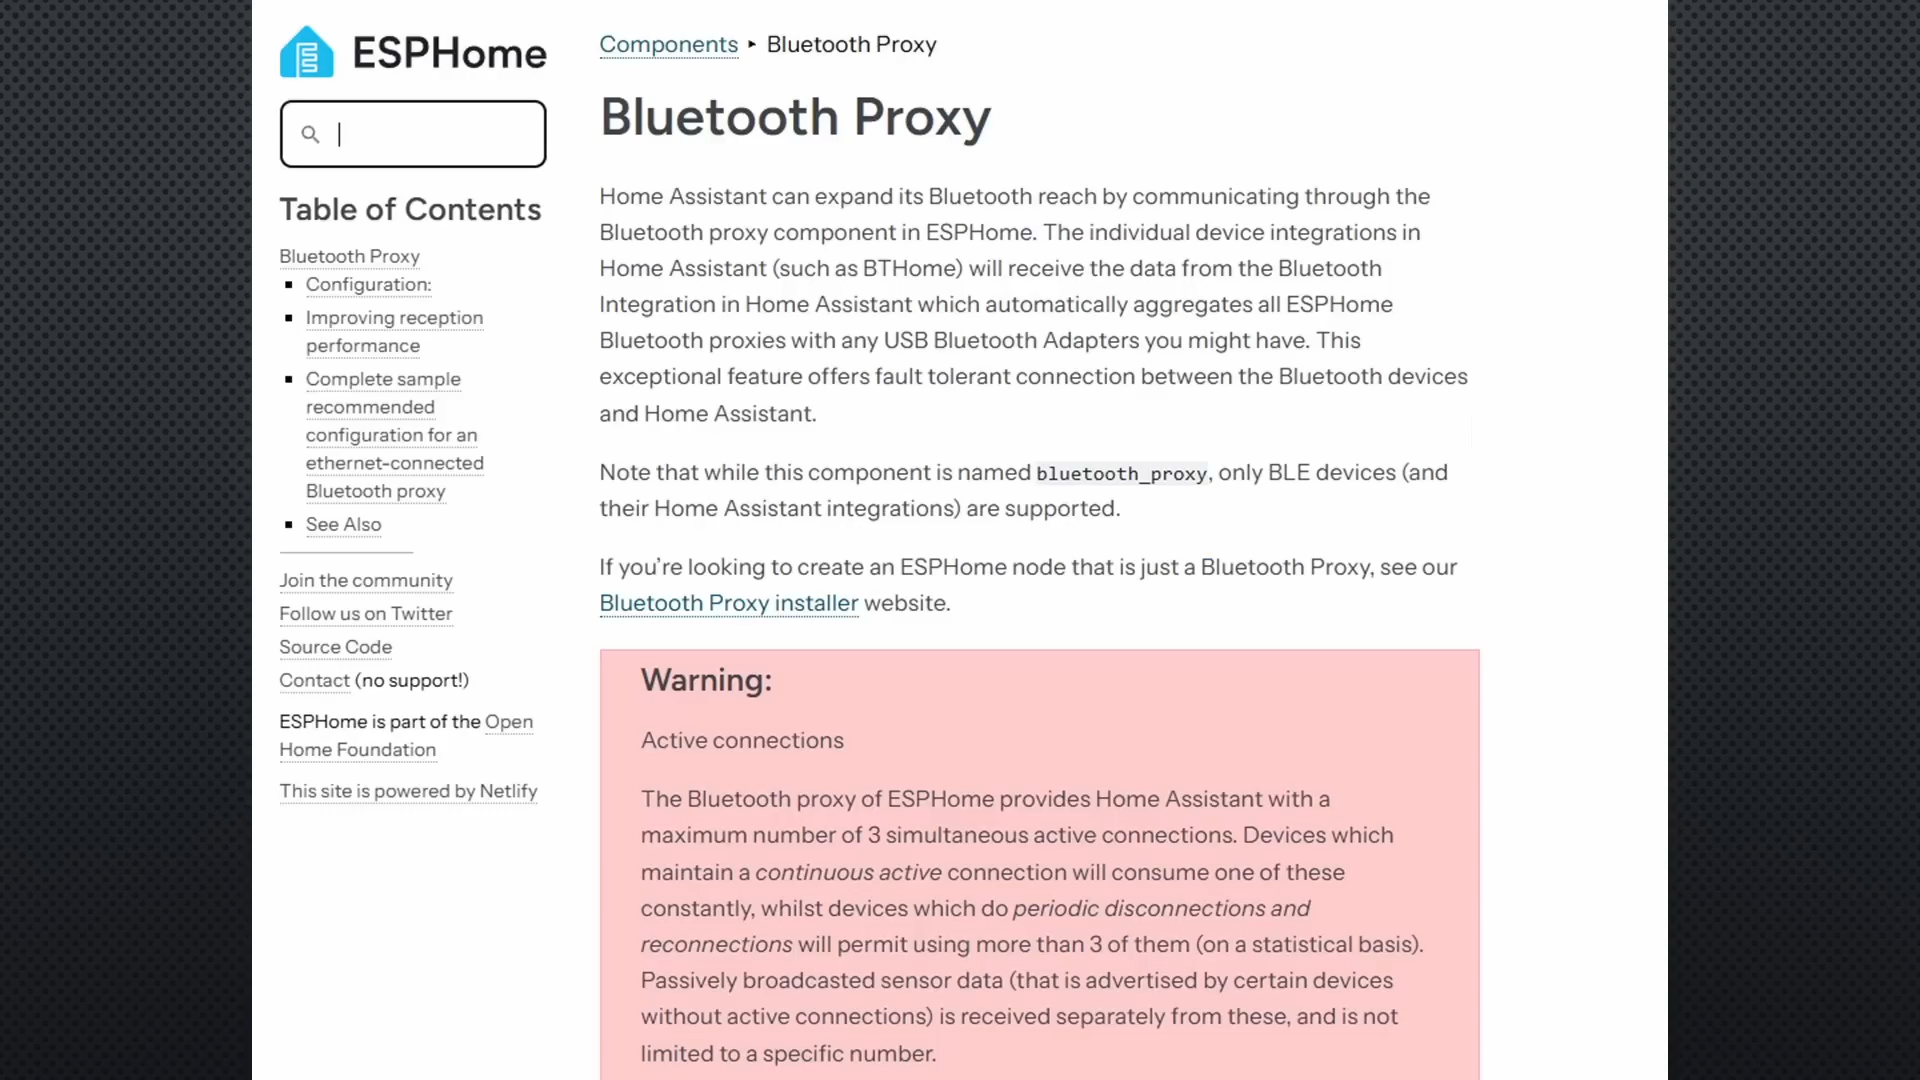 ESPHome
Table of Contents
Bluetooth Proxy
Configuration:
Improving reception
performance
Complete sample
recommended
configuration for an
ethernet-connected
Bluetooth proxy
See Also
Join the community
Follow us on Twitter
Source Code
Contact (no support!)
ESPHome is part of the Open
Home Foundation
This site is powered by Netlify
Components ▸ Bluetooth Proxy
Bluetooth Proxy
Home Assistant can expand its Bluetooth reach by communicating through the
Bluetooth proxy component in ESPHome. The individual device integrations in
Home Assistant (such as BTHome) will receive the data from the Bluetooth
Integration in Home Assistant which automatically aggregates all ESPHome
Bluetooth proxies with any USB Bluetooth Adapters you might have. This
exceptional feature offers fault tolerant connection between the Bluetooth devices
and Home Assistant.
Note that while this component is named bluetooth_proxy, only BLE devices (and
their Home Assistant integrations) are supported.
If you’re looking to create an ESPHome node that is just a Bluetooth Proxy, see our
Bluetooth Proxy installer website.
Warning:
Active connections
The Bluetooth proxy of ESPHome provides Home Assistant with a
maximum number of 3 simultaneous active connections. Devices which
maintain a continuous active connection will consume one of these
constantly, whilst devices which do periodic disconnections and
reconnections will permit using more than 3 of them (on a statistical basis).
Passively broadcasted sensor data (that is advertised by certain devices
without active connections) is received separately from these, and is not
limited to a specific number.